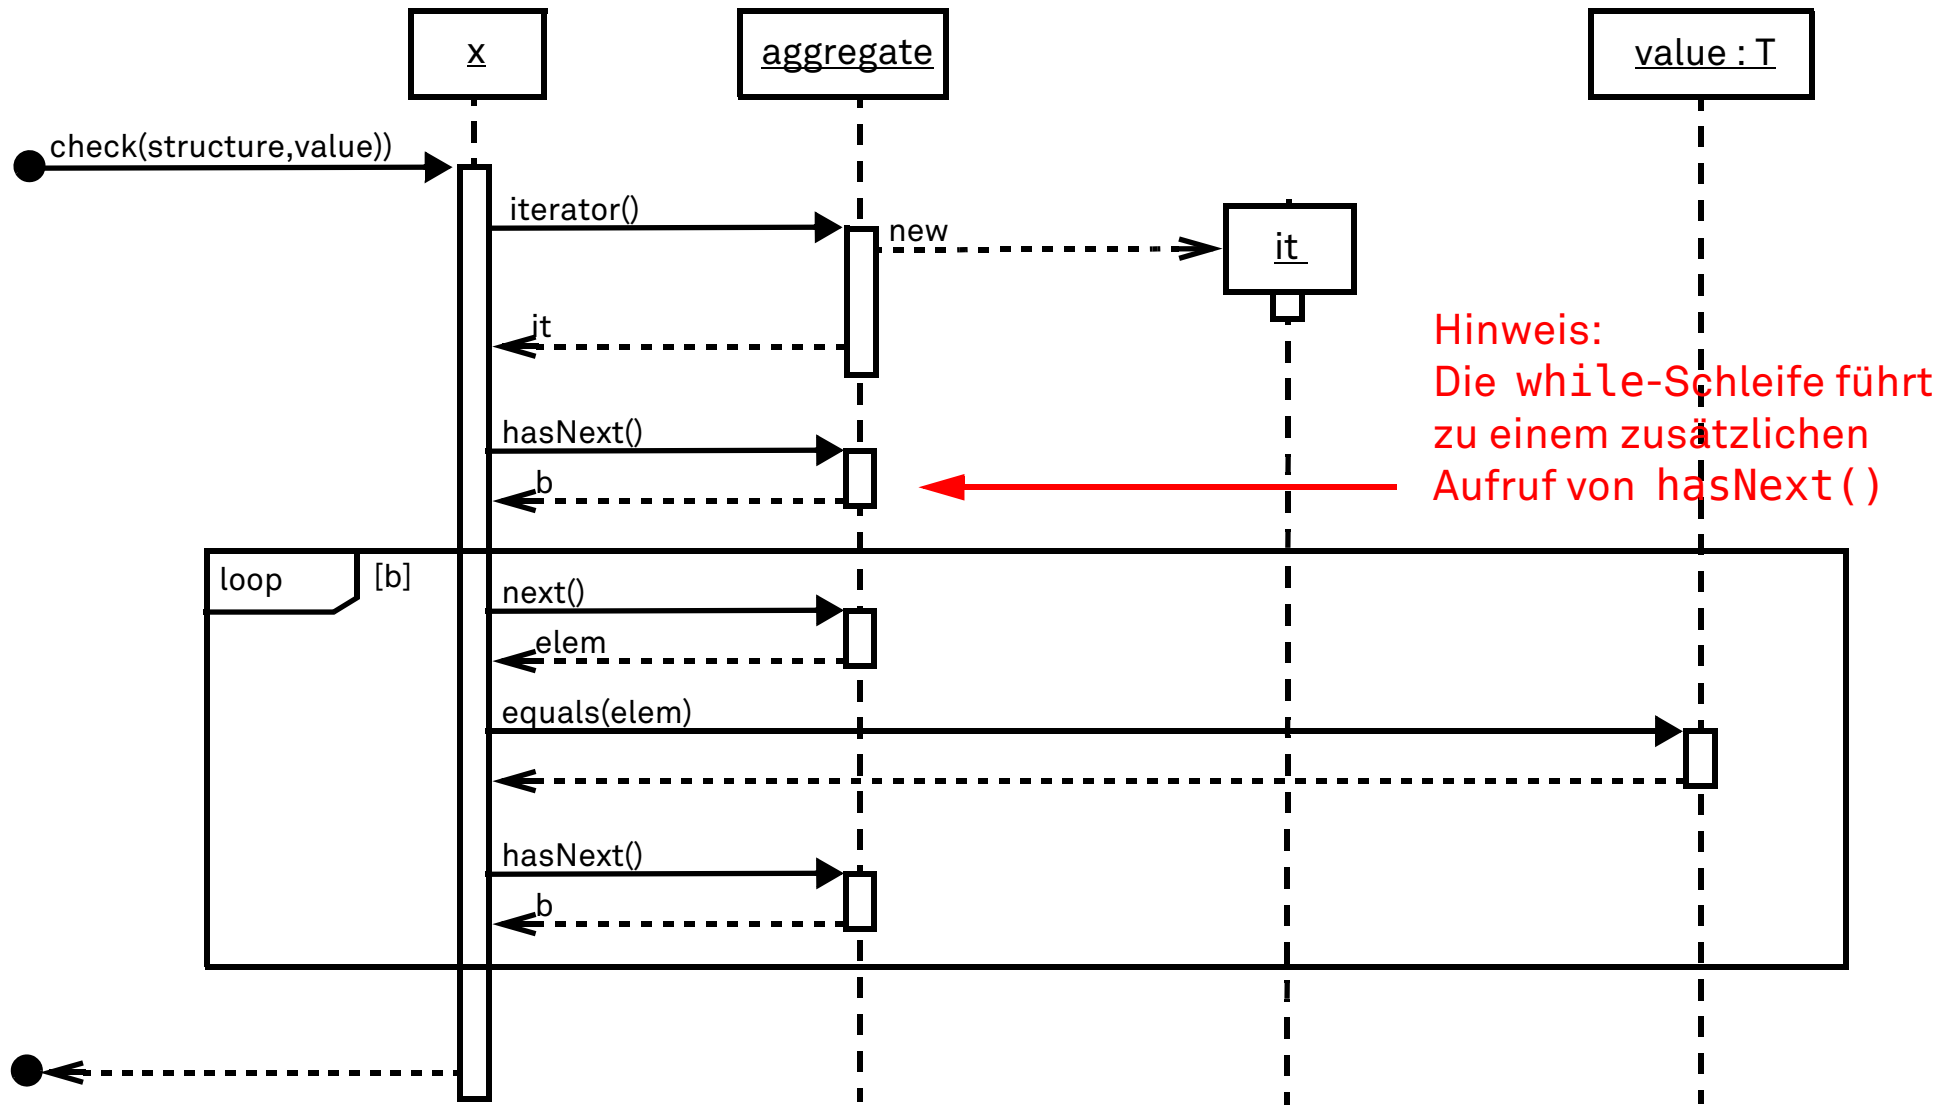 x
aggregate
value : T
check(structure,value))
iterator()
new
it
it
Hinweis:
Die while-Schleife führt
zu einem zusätzlichen
Aufruf von hasNext()
hasNext()
b
loop
[b]
next()
elem
equals(elem)
hasNext()
b